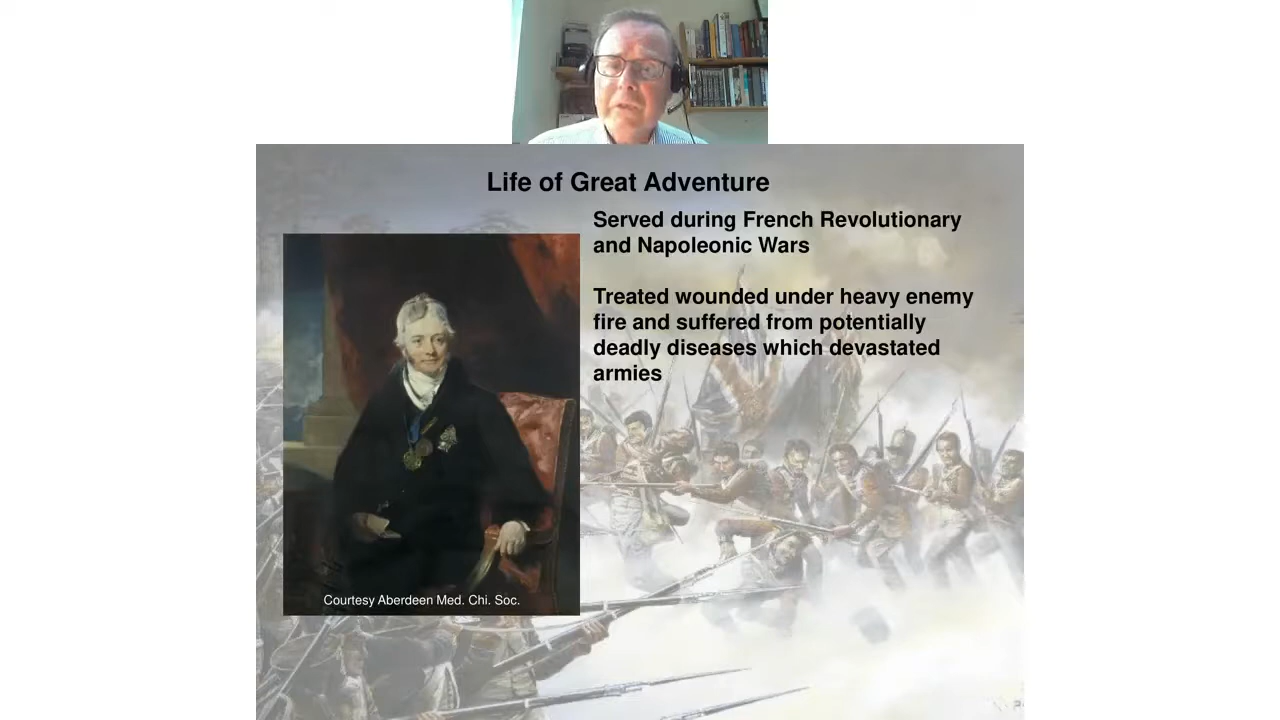 Life of Great Adventure
Served during French Revolutionary
and Napoleonic Wars
Treated wounded under heavy enemy
fire and suffered from potentially
deadly diseases which devastated
armies
Courtesy Aberdeen Med. Chi. Soc.